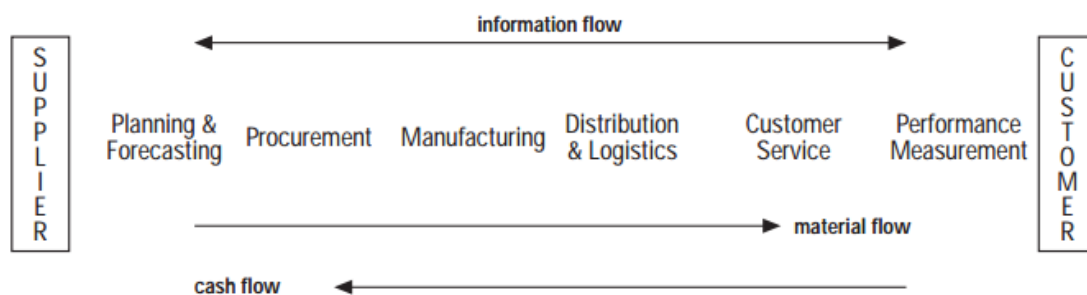 information flow
SUPPLIER
Planning &
Forecasting
Procurement
Manufacturing
Distribution
& Logistics
Customer
Service
Performance
Measurement
CUSTOMER
material flow
cash flow